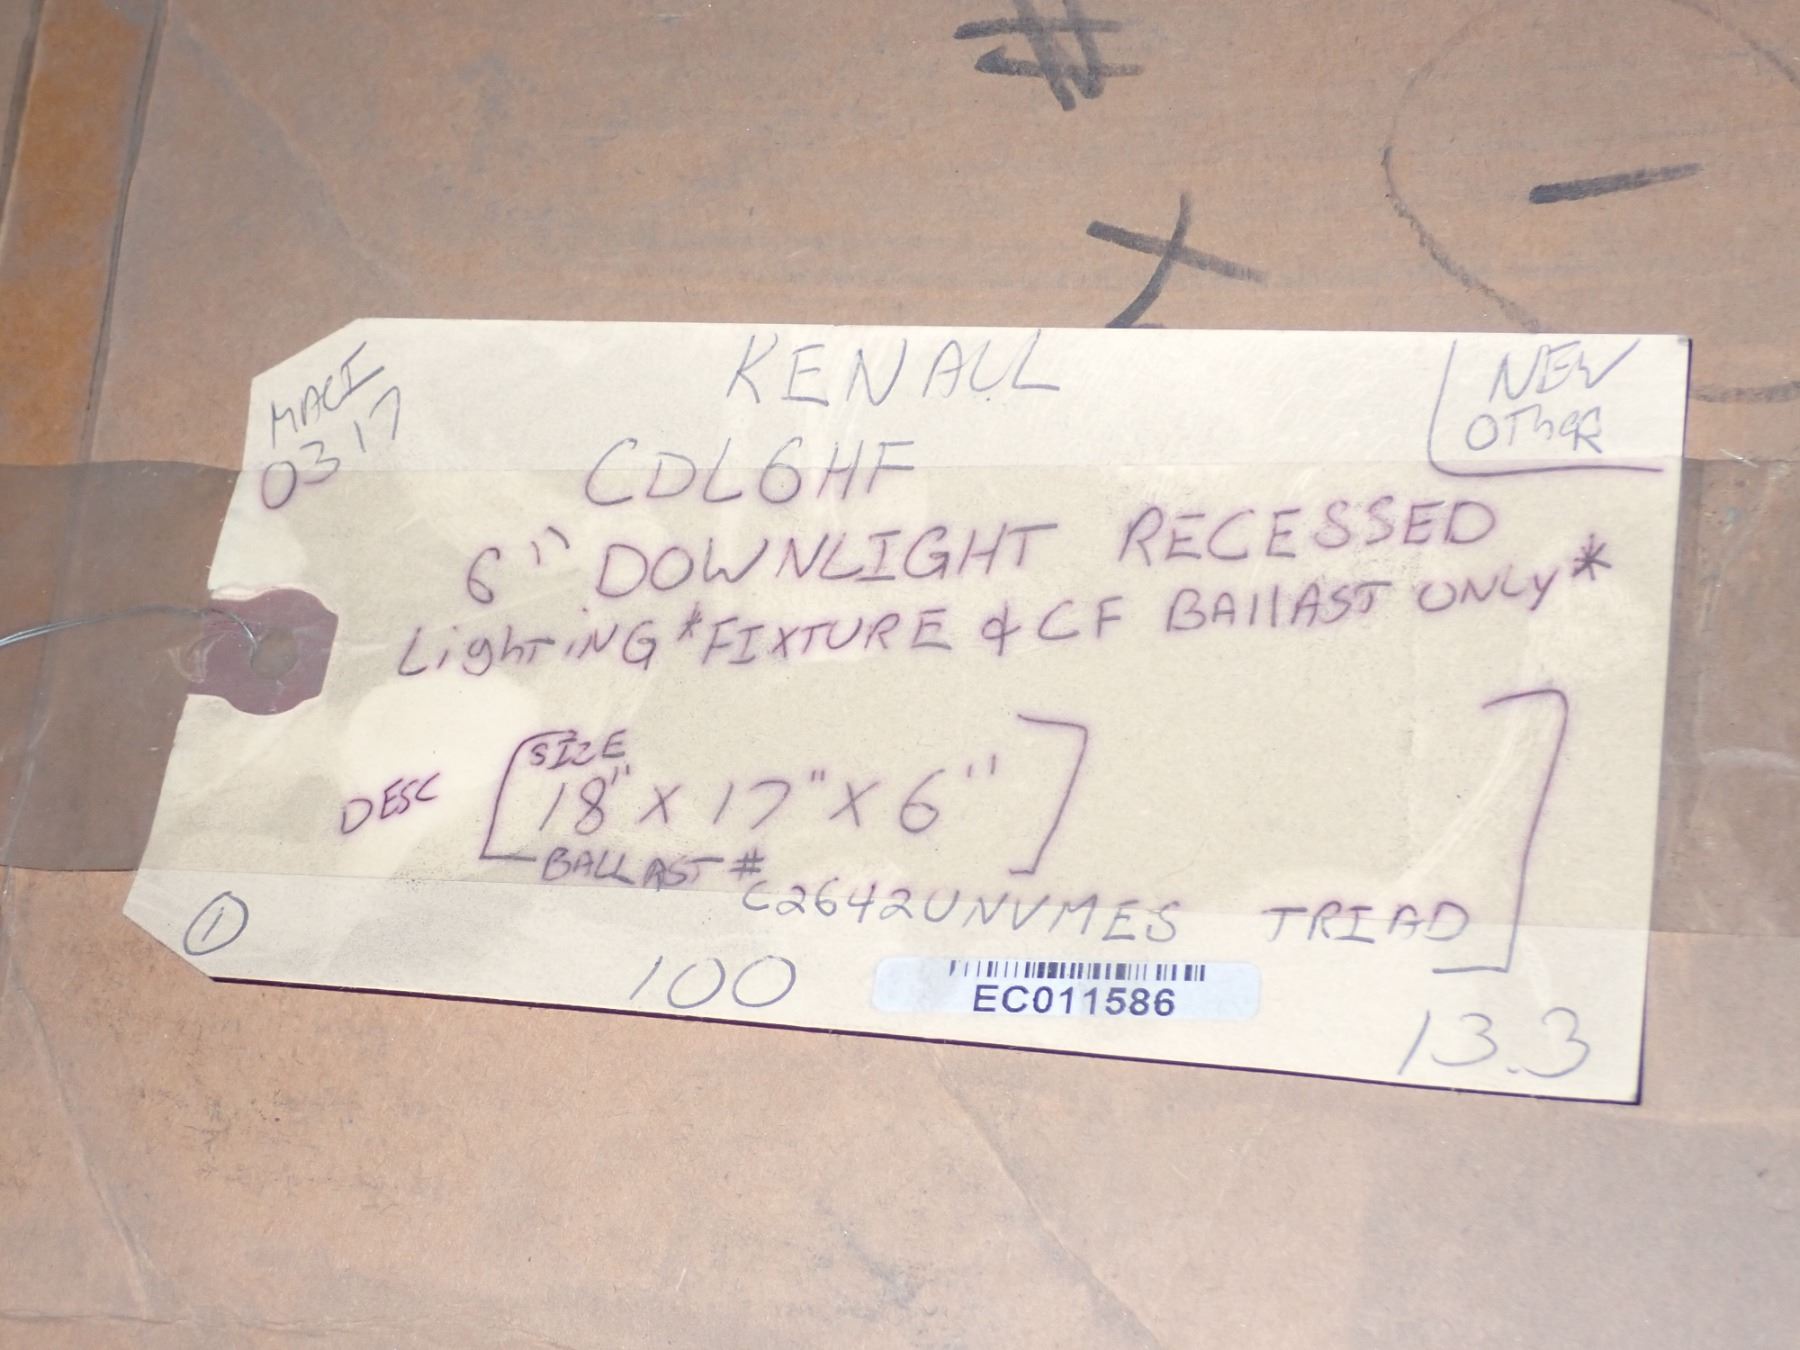 #
X -
MACI
0317
KENALL
NEW
OTHER
CDL6HF
6" DOWNLIGHT RECESSED
LightiNG *FIXTURE & CF BAllAST ONLY*
DESC
SIZE
18" X 17" X 6"
BALLAST #
C2642UNVMES TRIAD
1
100
EC011586
13.3